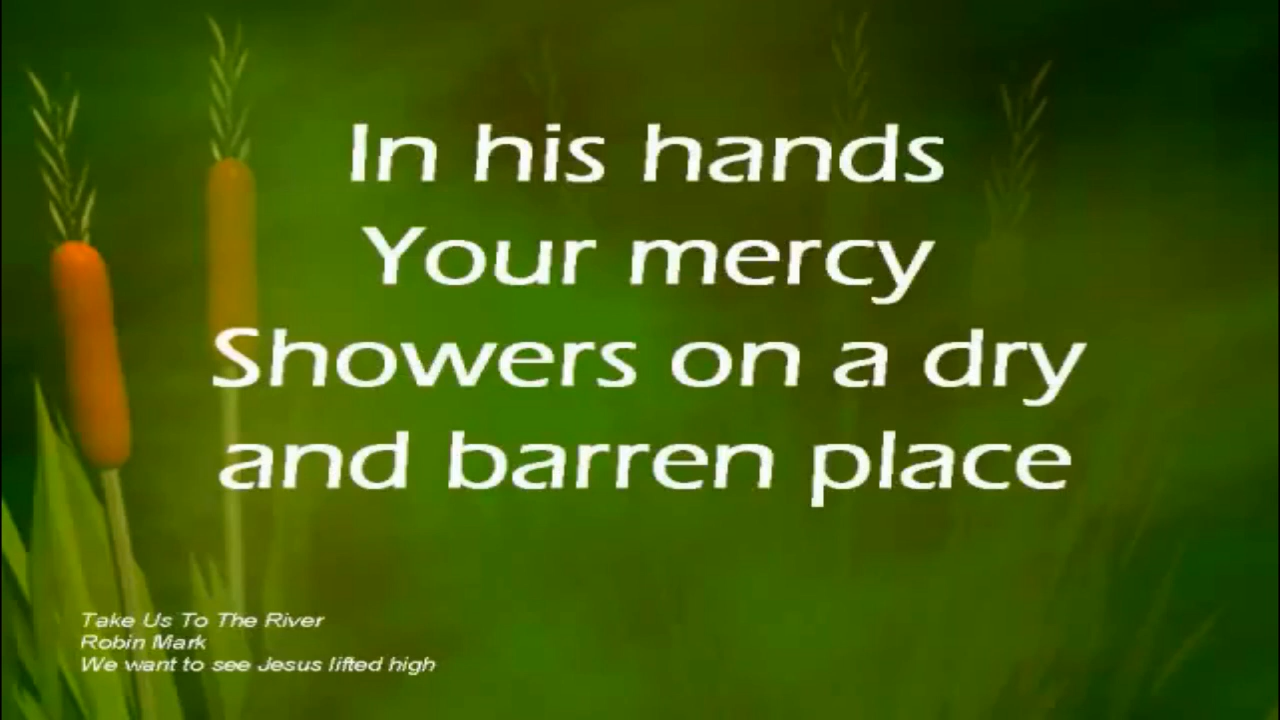 In his hands
Your mercy
Showers on a dry
and barren place
Take Us To The River
Robin Mark
We want to see Jesus lifted high